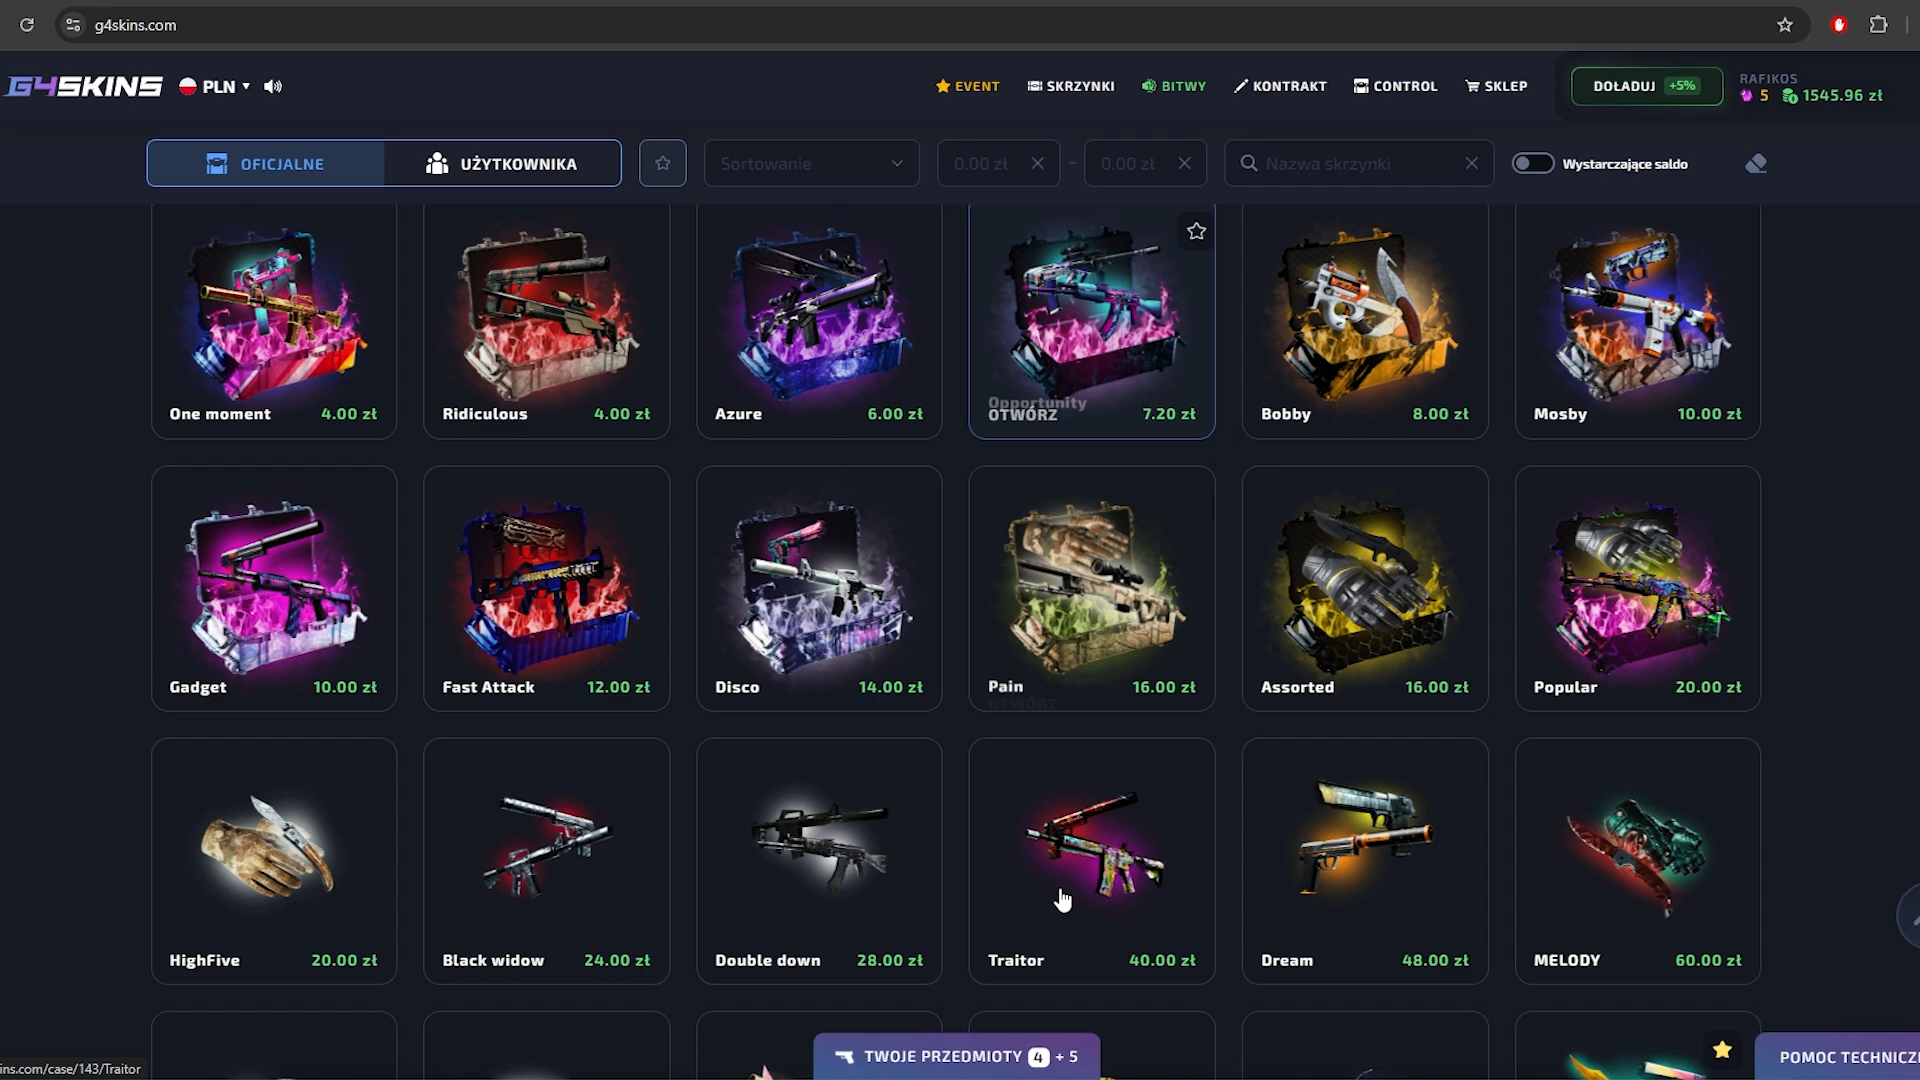 g4skins.com
G4SKINS
PLN
EVENT
SKRZYNKI
BITWY
KONTRAKT
CONTROL
SKLEP
DOŁADUJ +5%
RAFIKOS
5 1545.96 zł
OFICJALNE
UŻYTKOWNIKA
Sortowanie
0.00 zł
-
0.00 zł
Nazwa skrzynki
Wystarczające saldo
One moment 4.00 zł
Ridiculous 4.00 zł
Azure 6.00 zł
Opportunity
OTWÓRZ 7.20 zł
Bobby 8.00 zł
Mosby 10.00 zł
Gadget 10.00 zł
Fast Attack 12.00 zł
Disco 14.00 zł
Pain 16.00 zł
OTWÓRZ
Assorted 16.00 zł
Popular 20.00 zł
HighFive 20.00 zł
Black widow 24.00 zł
Double down 28.00 zł
Traitor 40.00 zł
Dream 48.00 zł
MELODY 60.00 zł
TWOJE PRZEDMIOTY 4 + 5
ins.com/case/143/Traitor